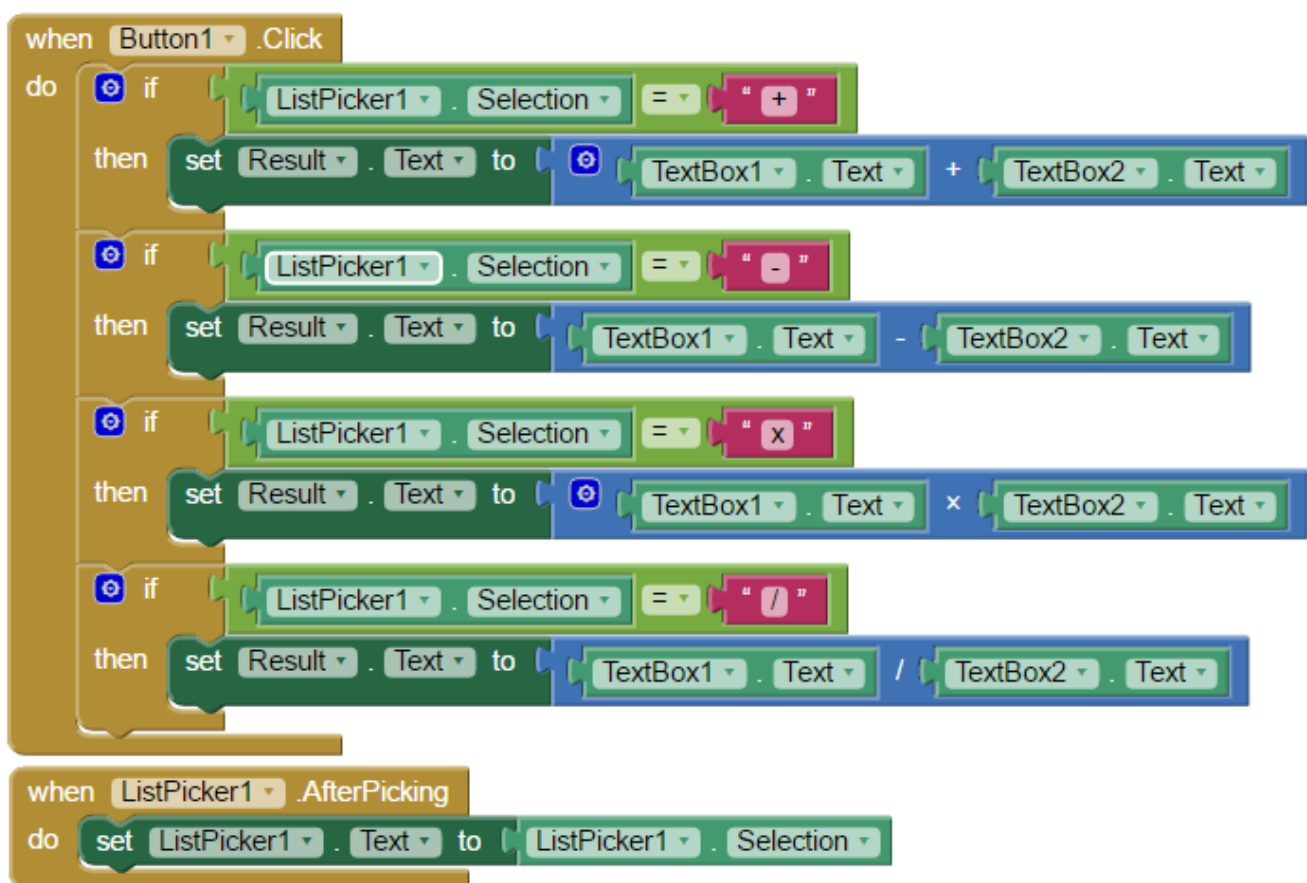 when Button1 .Click
do if ListPicker1 . Selection = " + "
then set Result . Text to TextBox1 . Text + TextBox2 . Text
if ListPicker1 . Selection = " - "
then set Result . Text to TextBox1 . Text - TextBox2 . Text
if ListPicker1 . Selection = " x "
then set Result . Text to TextBox1 . Text × TextBox2 . Text
if ListPicker1 . Selection = " / "
then set Result . Text to TextBox1 . Text / TextBox2 . Text
when ListPicker1 .AfterPicking
do set ListPicker1 . Text to ListPicker1 . Selection